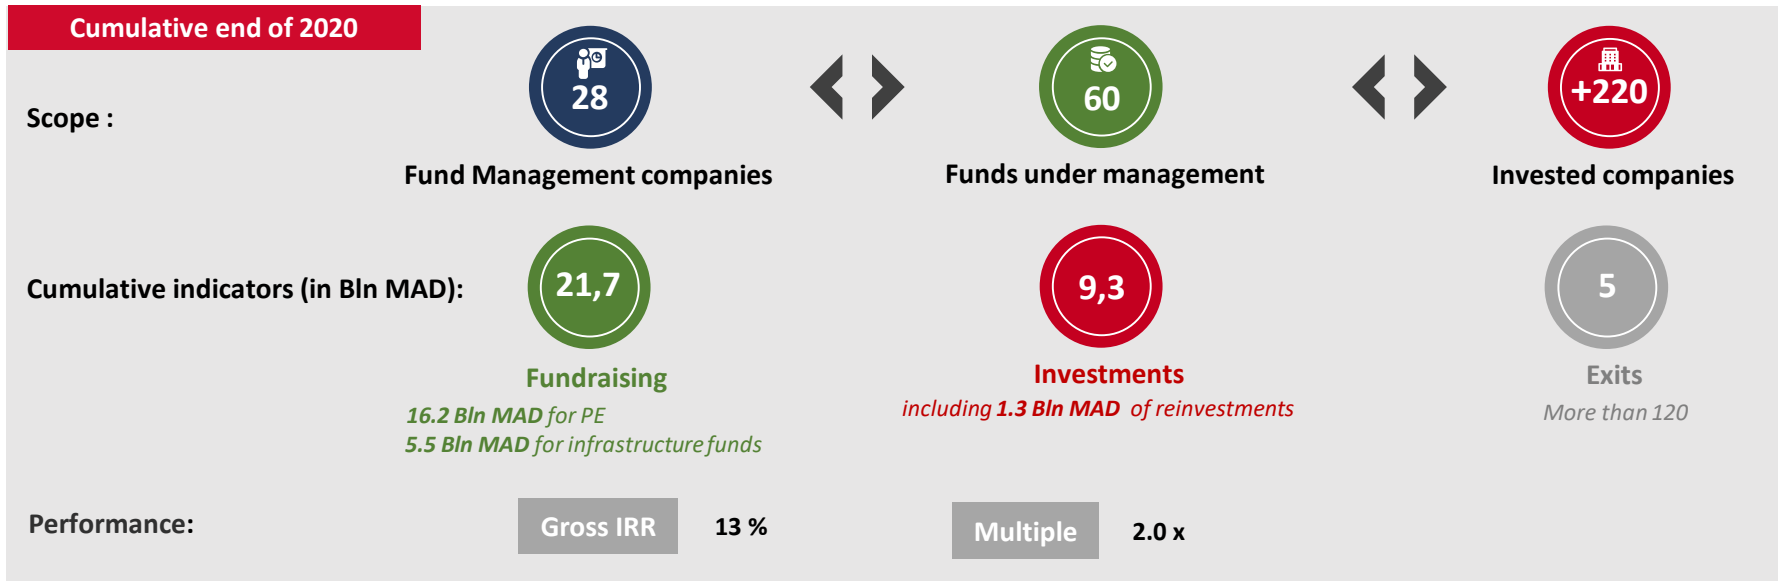 Cumulative end of 2020
Scope :
28
60
+220
Fund Management companies
Funds under management
Invested companies
Cumulative indicators (in Bln MAD):
21,7
9,3
5
Fundraising
Investments
Exits
16.2 Bln MAD for PE
5.5 Bln MAD for infrastructure funds
including 1.3 Bln MAD of reinvestments
More than 120
Performance:
Gross IRR
13 %
Multiple
2.0 x